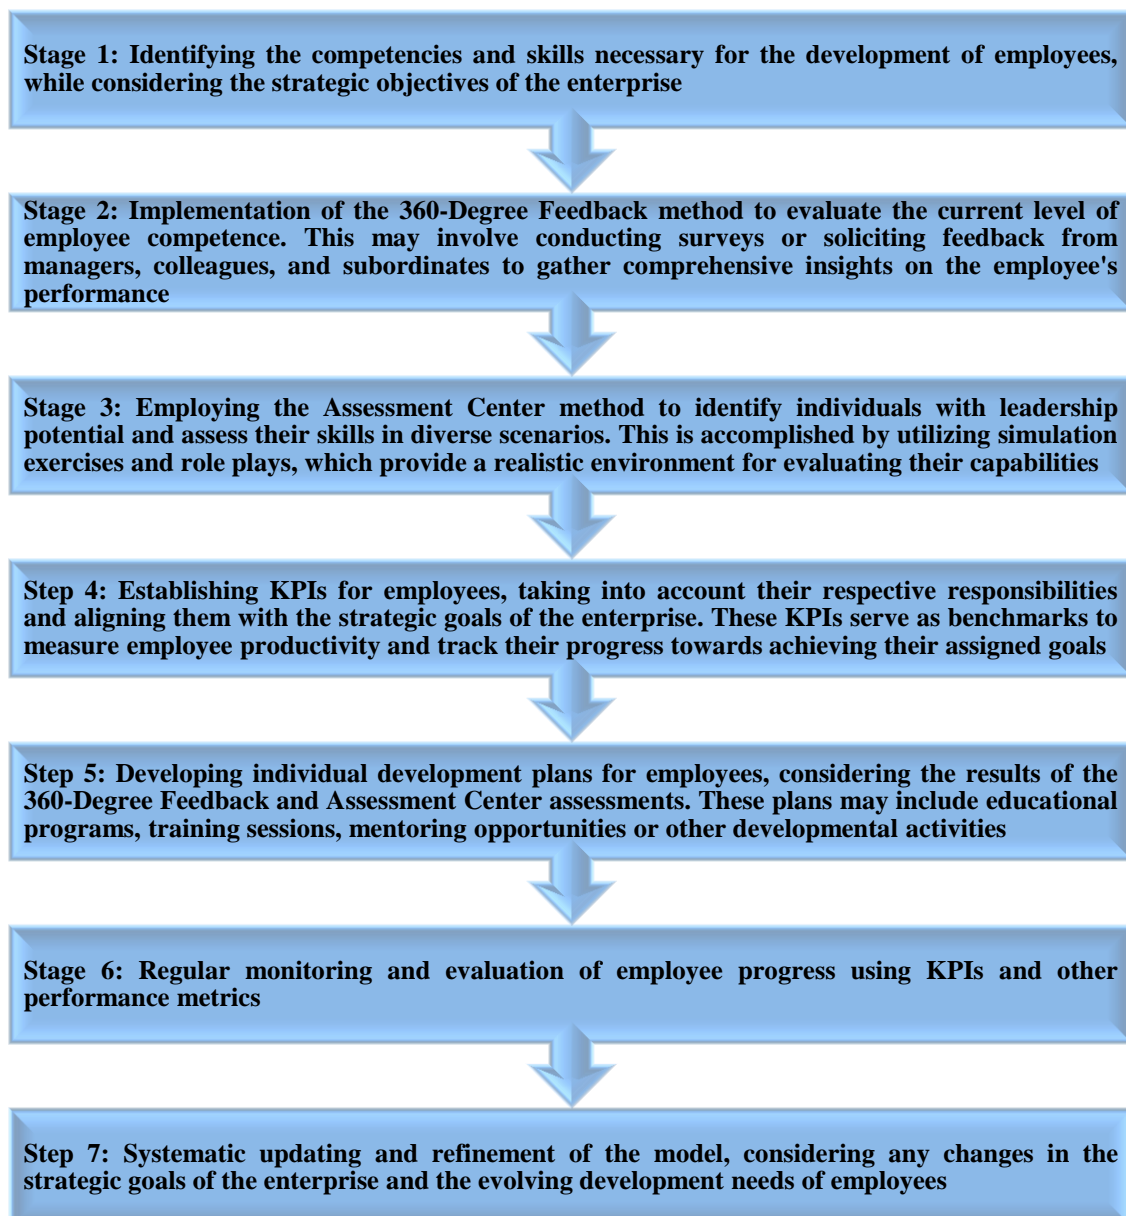 Stage 1: Identifying the competencies and skills necessary for the development of employees,
while considering the strategic objectives of the enterprise
Stage 2: Implementation of the 360-Degree Feedback method to evaluate the current level of
employee competence. This may involve conducting surveys or soliciting feedback from
managers, colleagues, and subordinates to gather comprehensive insights on the employee's
performance
Stage 3: Employing the Assessment Center method to identify individuals with leadership
potential and assess their skills in diverse scenarios. This is accomplished by utilizing simulation
exercises and role plays, which provide a realistic environment for evaluating their capabilities
Step 4: Establishing KPIs for employees, taking into account their respective responsibilities
and aligning them with the strategic goals of the enterprise. These KPIs serve as benchmarks to
measure employee productivity and track their progress towards achieving their assigned goals
Step 5: Developing individual development plans for employees, considering the results of the
360-Degree Feedback and Assessment Center assessments. These plans may include educational
programs, training sessions, mentoring opportunities or other developmental activities
Stage 6: Regular monitoring and evaluation of employee progress using KPIs and other
performance metrics
Step 7: Systematic updating and refinement of the model, considering any changes in the
strategic goals of the enterprise and the evolving development needs of employees